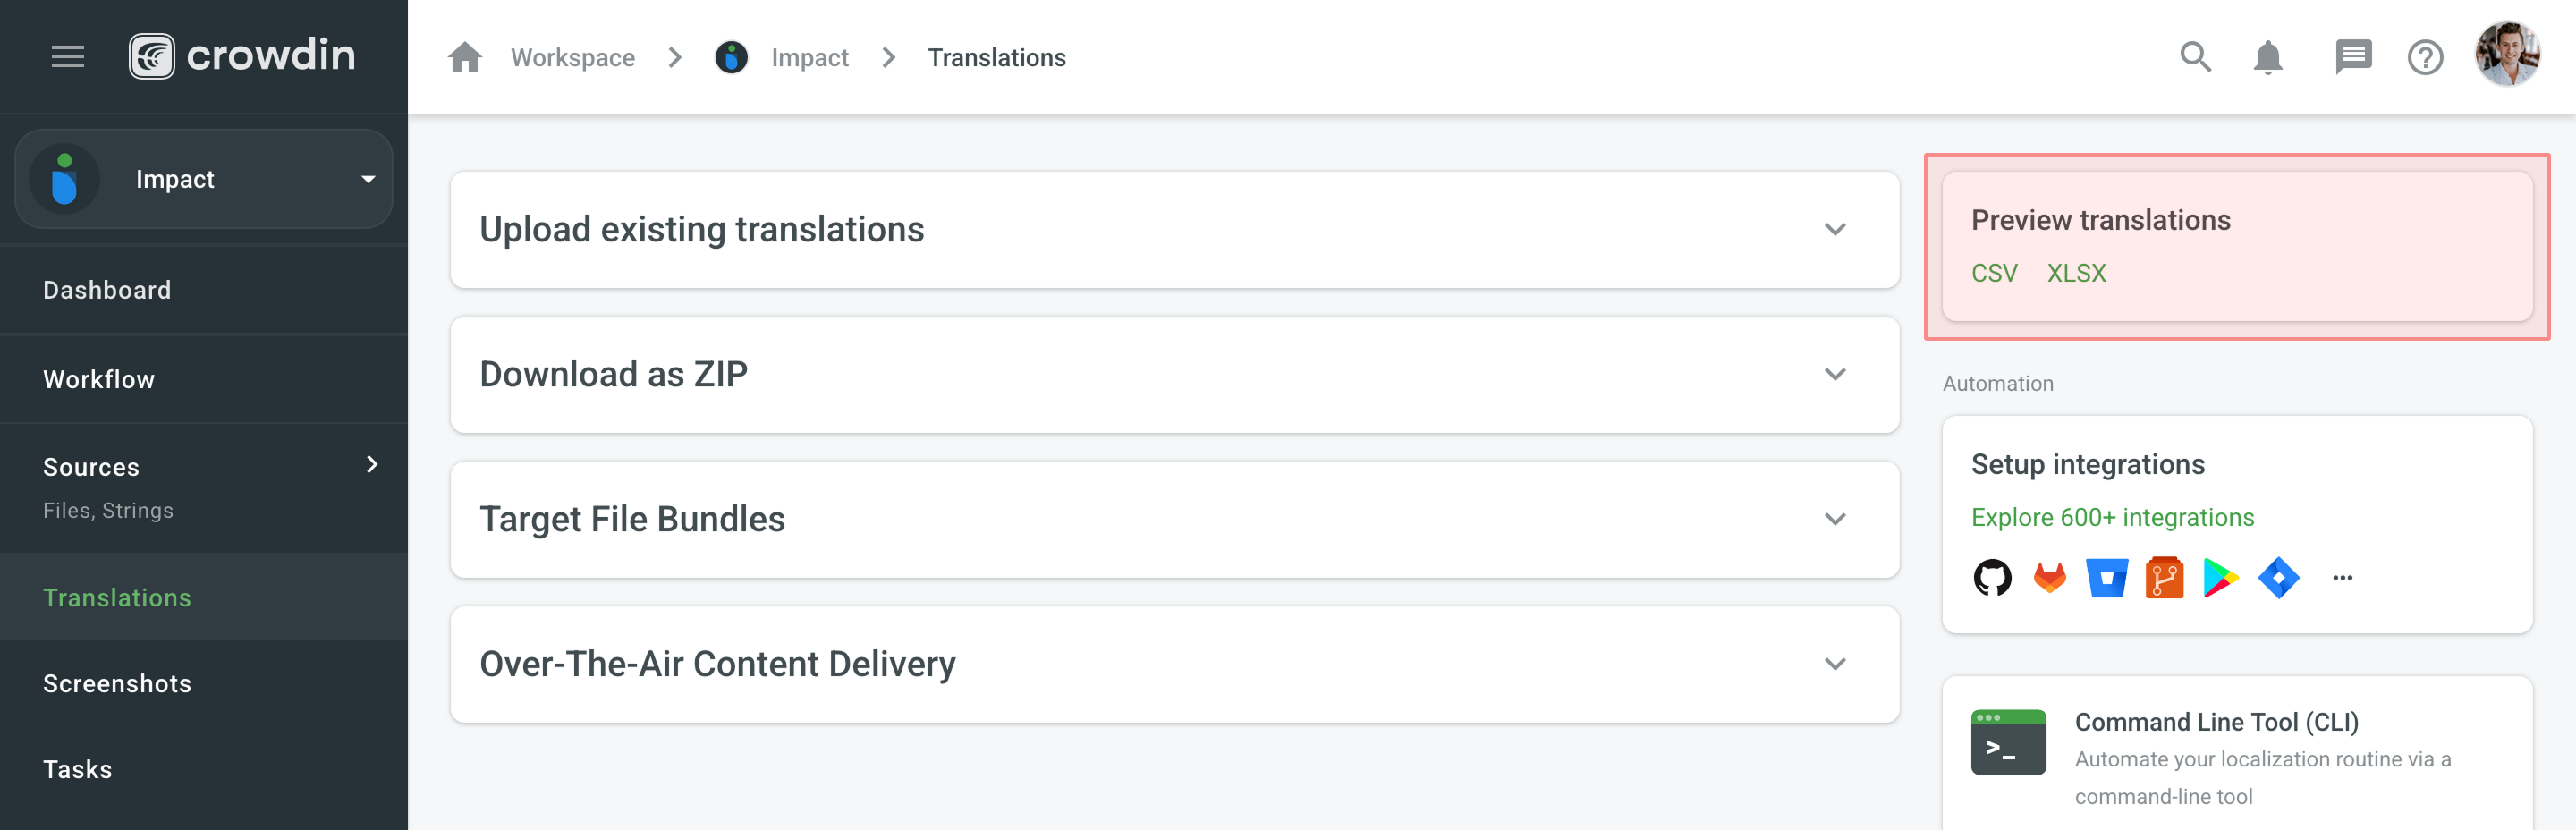 crowdin
Workspace
Impact
Translations
Impact
Dashboard
Workflow
Sources
Files, Strings
Translations
Screenshots
Tasks
Upload existing translations
Download as ZIP
Target File Bundles
Over-The-Air Content Delivery
Preview translations
CSV XLSX
Automation
Setup integrations
Explore 600+ integrations
Command Line Tool (CLI)
Automate your localization routine via a
command-line tool